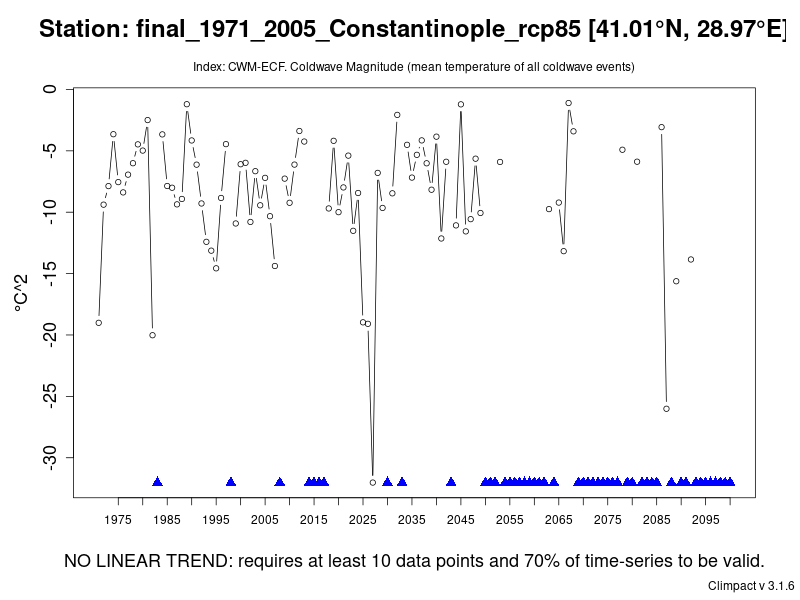 Station: final_1971_2005_Constantinople_rcp85 [41.01°N, 28.97°E]
Index: CWM-ECF. Coldwave Magnitude (mean temperature of all coldwave events)
°C^2
0
-5
-10
-15
-20
-25
-30
1975 1985 1995 2005 2015 2025 2035 2045 2055 2065 2075 2085 2095
NO LINEAR TREND: requires at least 10 data points and 70% of time-series to be valid.
Climpact v 3.1.6